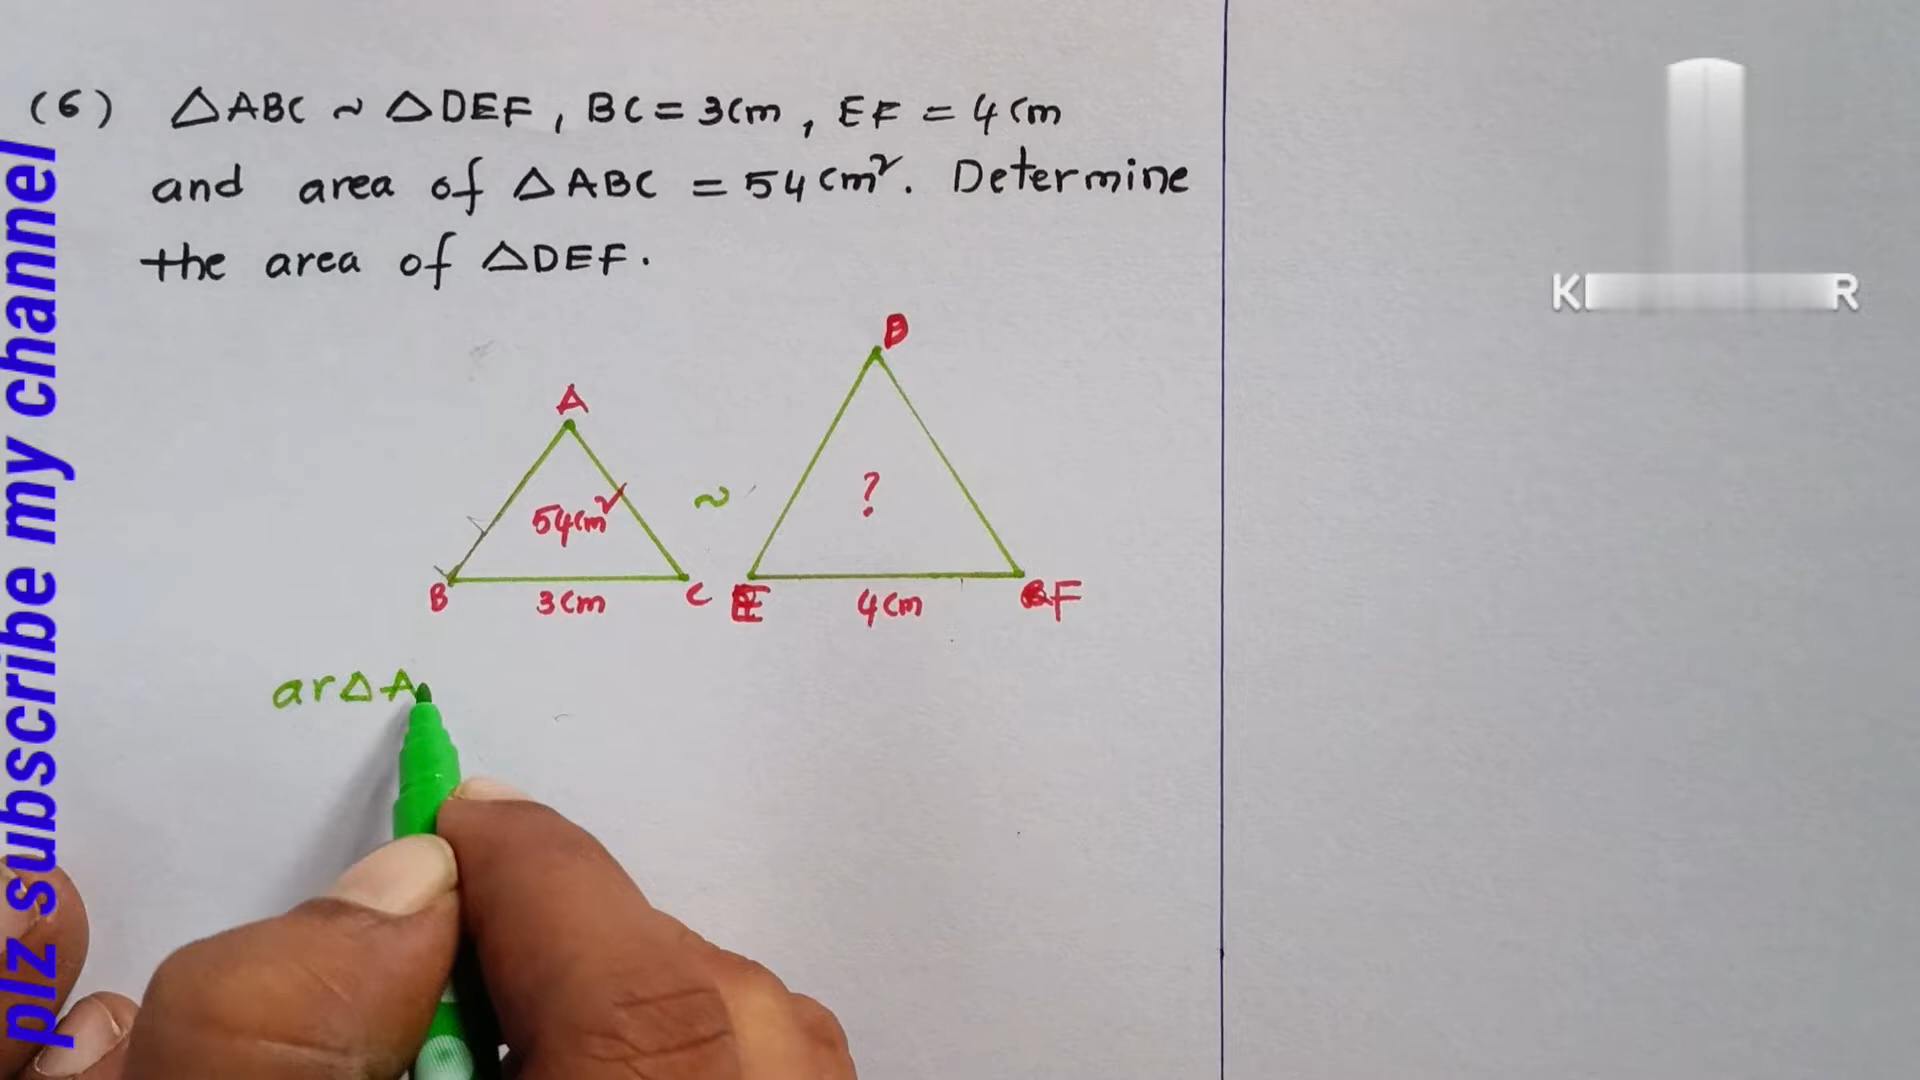 (6) △ABC ~ △DEF, BC = 3cm, EF = 4cm
and area of △ABC = 54cm². Determine
the area of △DEF.
A
D
54cm²
~
?
B
3cm
C
E
4cm
F
ar△A
plz subscribe my channel
K
R